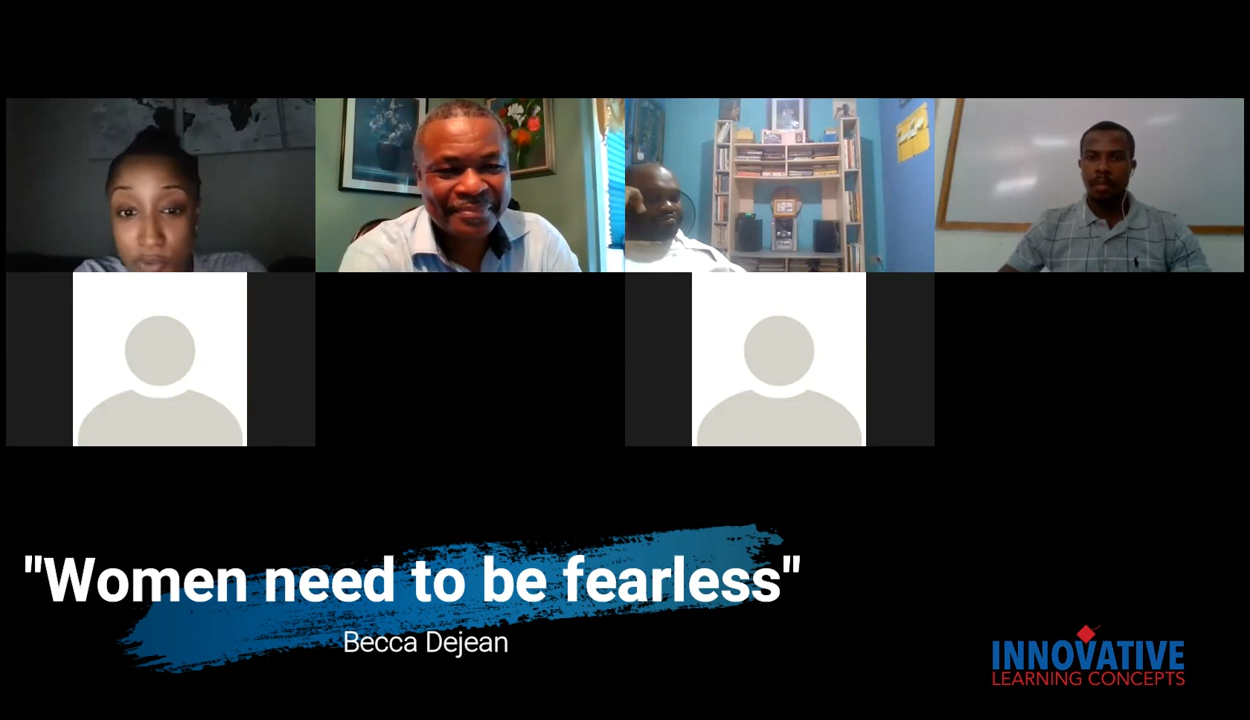 "Women need to be fearless"
Becca Dejean
INNOVATIVE
LEARNING CONCEPTS